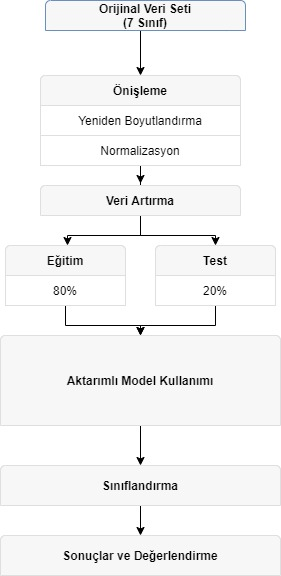 Orijinal Veri Seti
(7 Sınıf)
Önişleme
Yeniden Boyutlandırma
Normalizasyon
Veri Artırma
Eğitim
80%
Test
20%
Aktarımlı Model Kullanımı
Sınıflandırma
Sonuçlar ve Değerlendirme